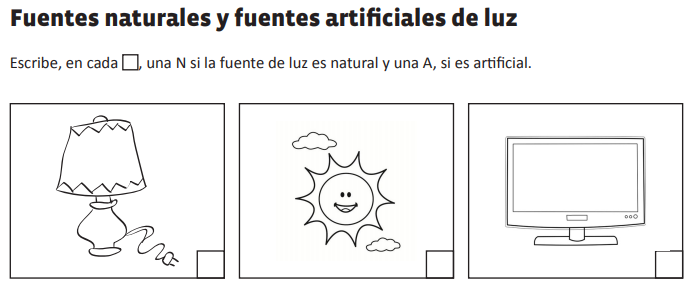 Fuentes naturales y fuentes artificiales de luz
Escribe, en cada , una N si la fuente de luz es natural y una A, si es artificial.